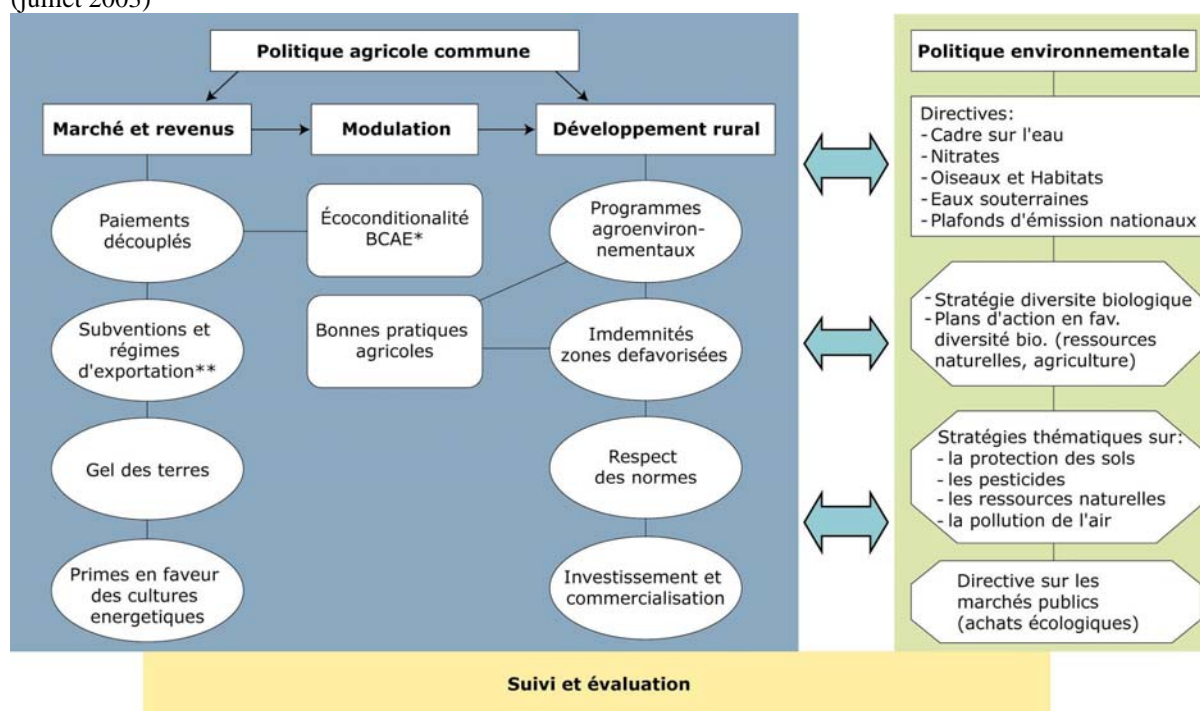 (juillet 2003)
Politique agricole commune
Marché et revenus
Modulation
Développement rural
Paiements
découplés
Écoconditionalité
BCAE*
Programmes
agroenviron-
nementaux
Subventions et
régimes
d'exportation**
Bonnes pratiques
agricoles
Imdemnités
zones defavorisées
Gel des terres
Respect
des normes
Primes en faveur
des cultures
energetiques
Investissement et
commercialisation
Politique environnementale
Directives:
- Cadre sur l'eau
- Nitrates
- Oiseaux et Habitats
- Eaux souterraines
- Plafonds d'émission nationaux
- Stratégie diversite biologique
- Plans d'action en fav.
diversité bio. (ressources
naturelles, agriculture)
Stratégies thématiques sur:
- la protection des sols
- les pesticides
- les ressources naturelles
- la pollution de l'air
Directive sur les
marchés publics
(achats écologiques)
Suivi et évaluation